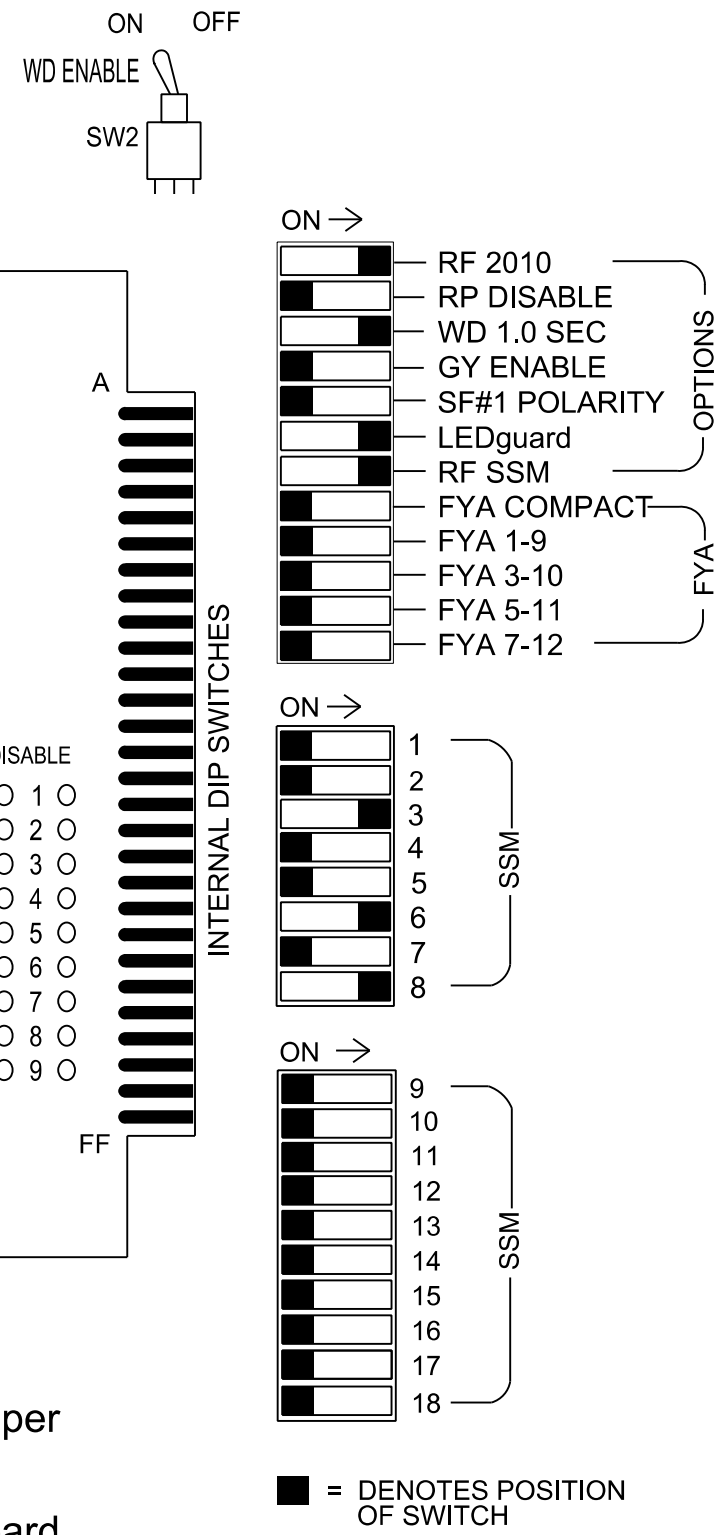 ON OFF
WD ENABLE
SW2
ON
RF 2010
RP DISABLE
WD 1.0 SEC
GY ENABLE
SF#1 POLARITY
LEDguard
RF SSM
OPTIONS
FYA COMPACT
FYA 1-9
FYA 3-10
FYA 5-11
FYA 7-12
FYA
A
FF
INTERNAL DIP SWITCHES
ISABLE
1
2
3
4
5
6
7
8
9
ON
1
2
3
4
5
6
7
8
SSM
ON
9
10
11
12
13
14
15
16
17
18
SSM
per
ard
= DENOTES POSITION
OF SWITCH